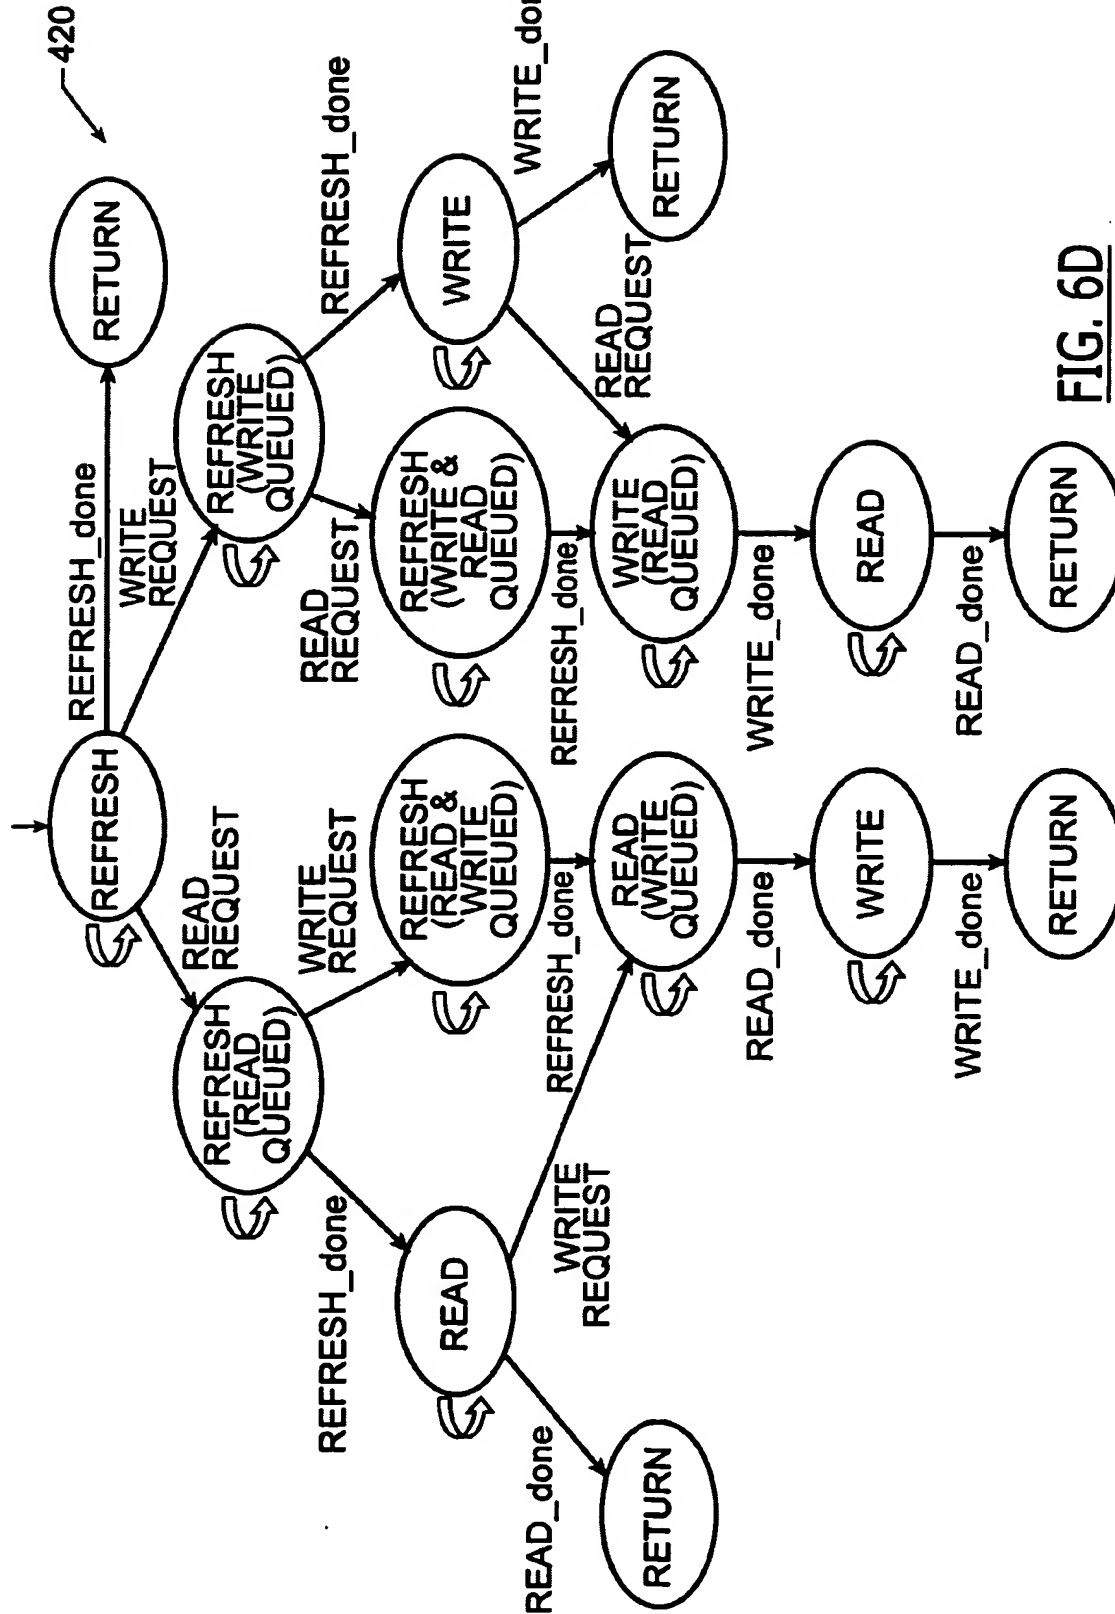 420
REFRESH_done
REFRESH
RETURN
WRITE
REQUEST
READ
REQUEST
REFRESH
(READ
QUEUED)
REFRESH
(WRITE
QUEUED)
REFRESH_done
WRITE
REQUEST
READ
REQUEST
REFRESH_done
READ
REFRESH
(READ &
WRITE
QUEUED)
REFRESH
(WRITE &
READ
QUEUED)
WRITE
READ_done
WRITE
REQUEST
REFRESH_done
REFRESH_done
READ
REQUEST
WRITE_don
RETURN
READ
(WRITE
QUEUED)
WRITE
(READ
QUEUED)
RETURN
READ_done
WRITE_done
WRITE
READ
WRITE_done
READ_done
RETURN
RETURN
FIG. 6D